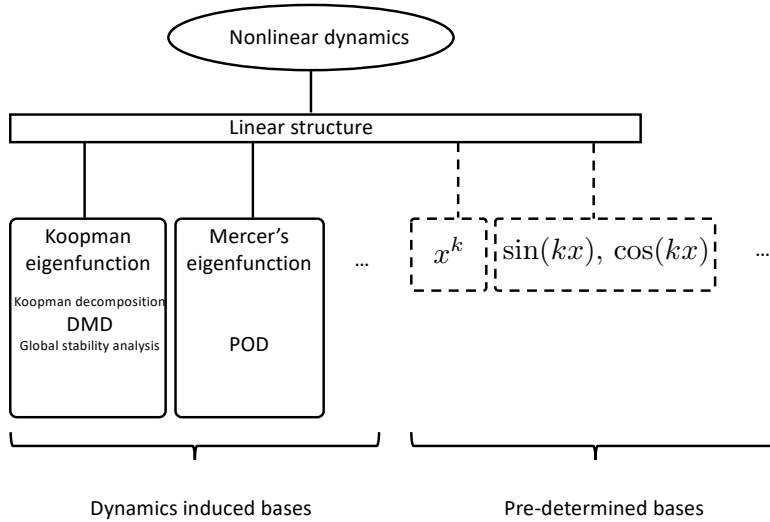 Nonlinear dynamics
Linear structure
Koopman
eigenfunction
Koopman decomposition
DMD
Global stability analysis
Mercer’s
eigenfunction
POD
...
x^k
sin(kx), cos(kx)
...
Dynamics induced bases
Pre-determined bases